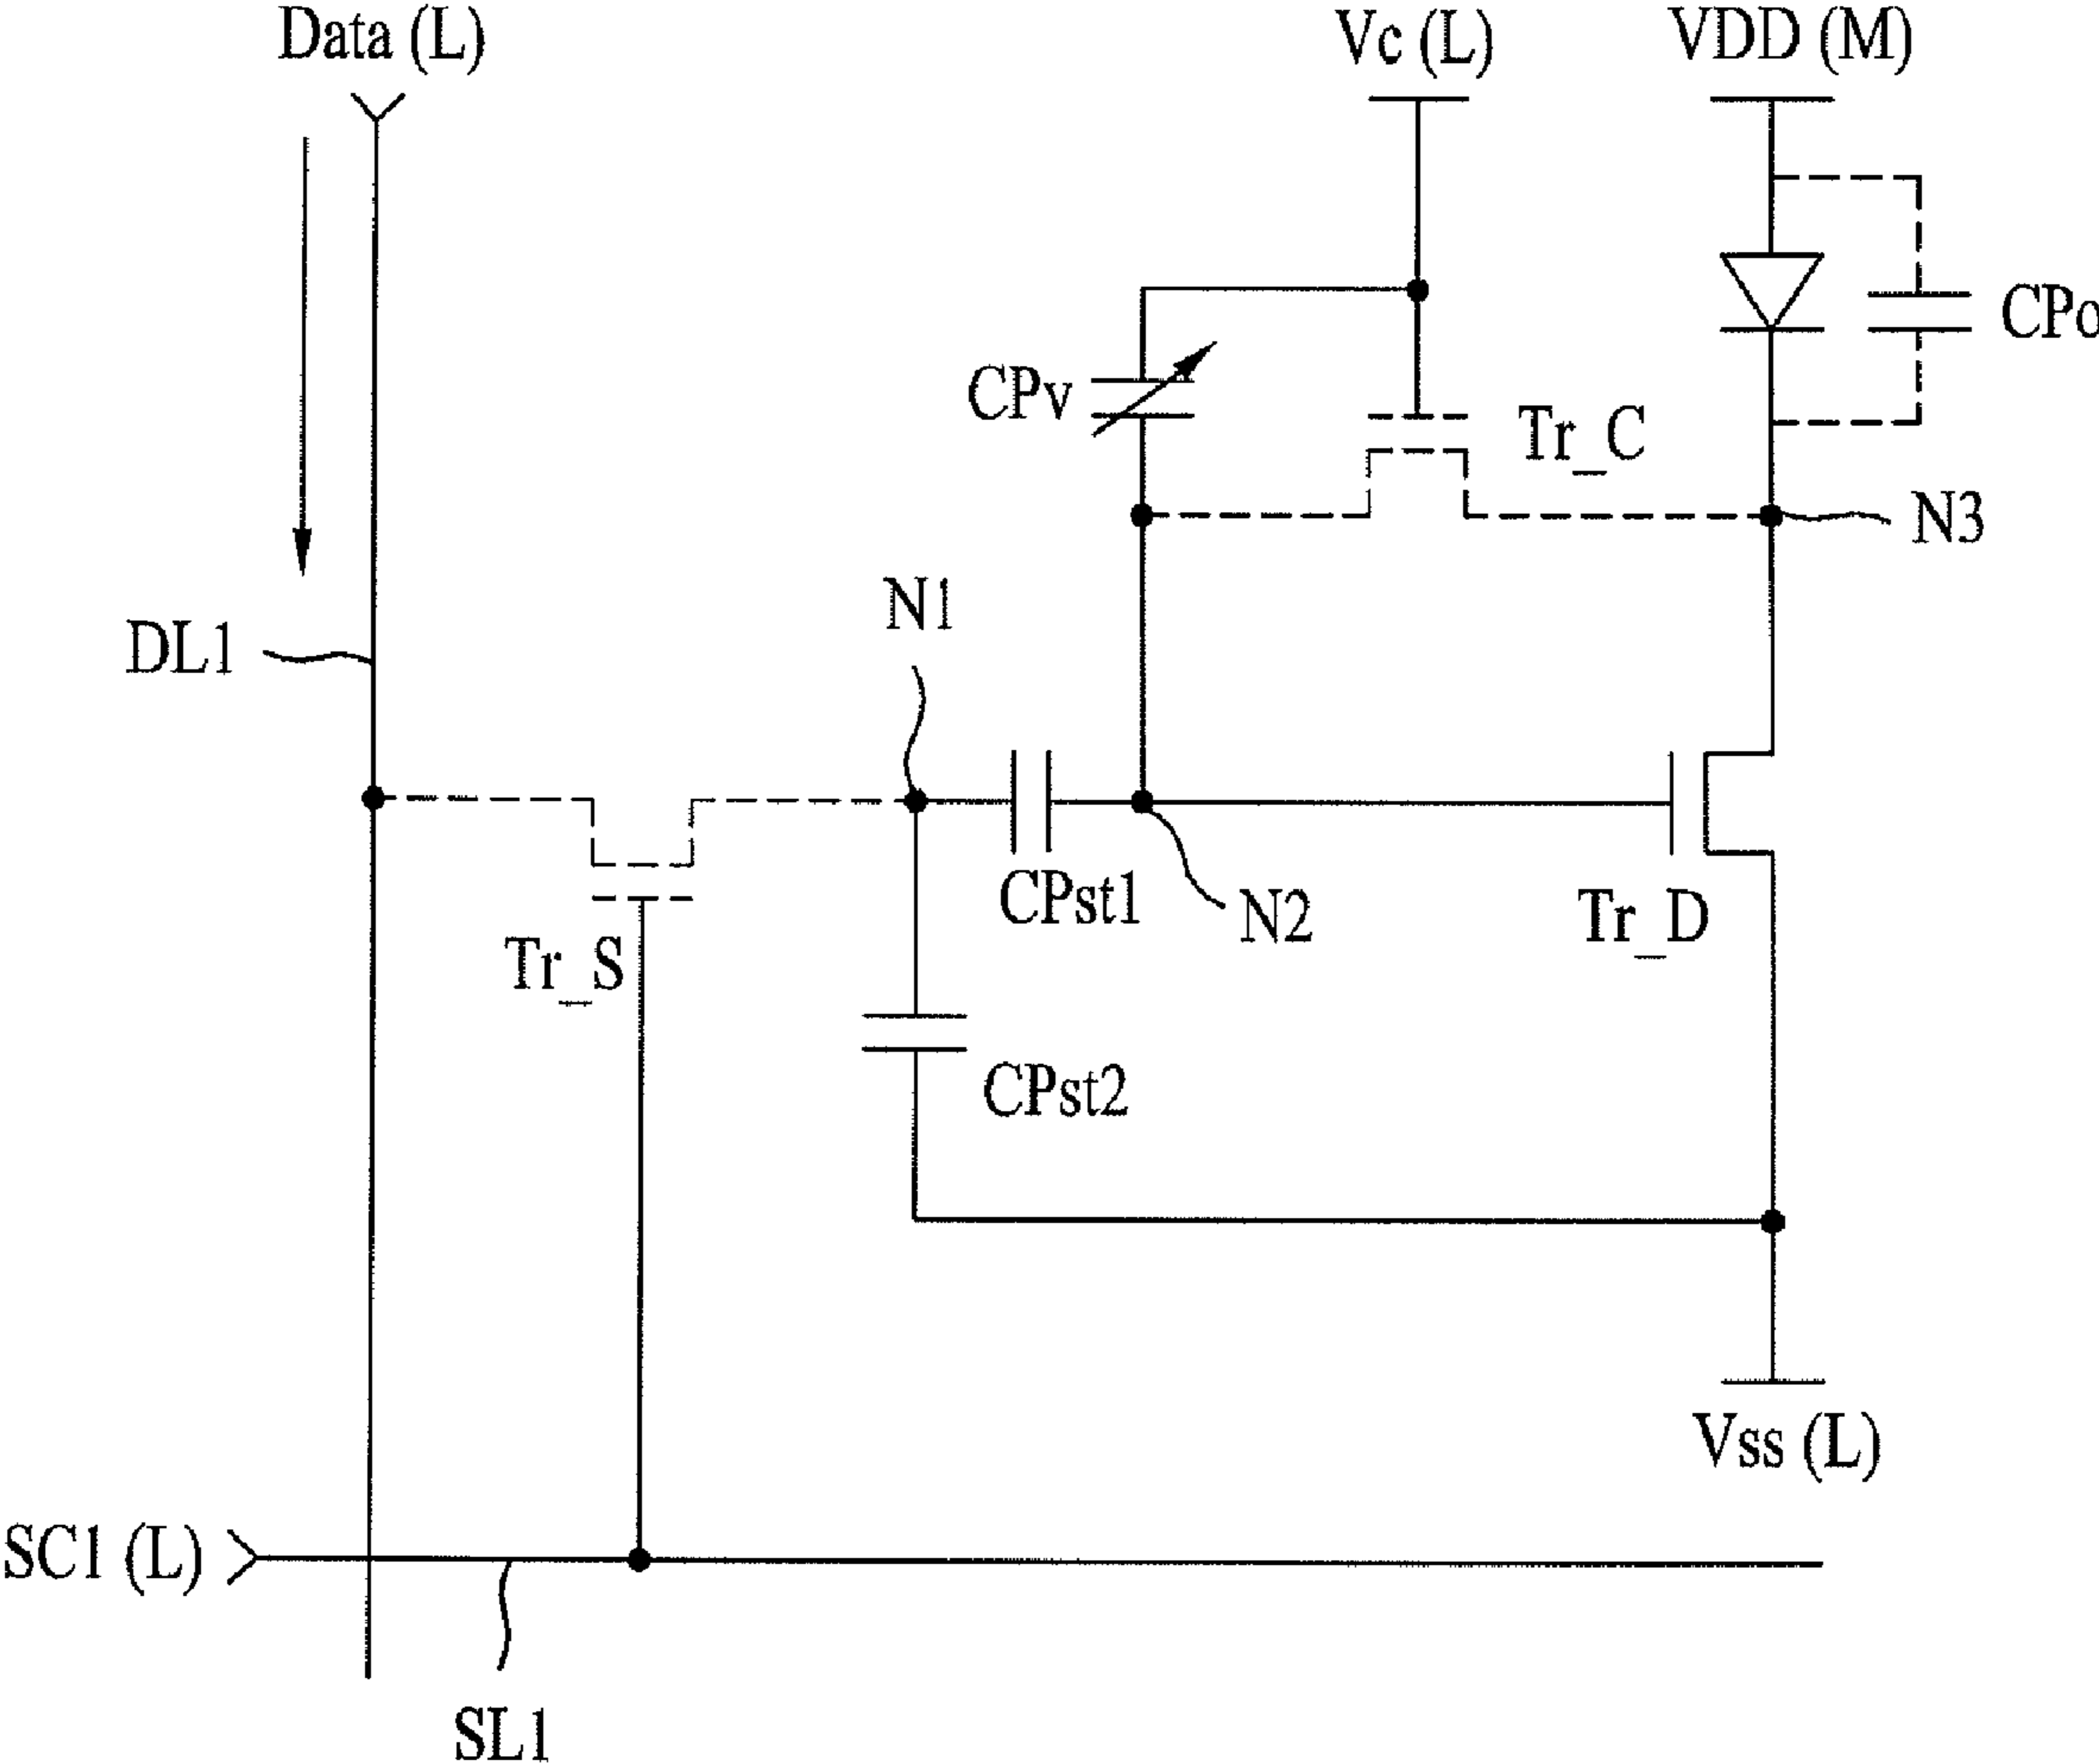 Data (L)
Vc (L)
VDD (M)
CPo
CPv
Tr_C
N3
N1
DL1
CPst1
N2
Tr_D
Tr_S
CPst2
Vss (L)
SC1 (L)
SL1